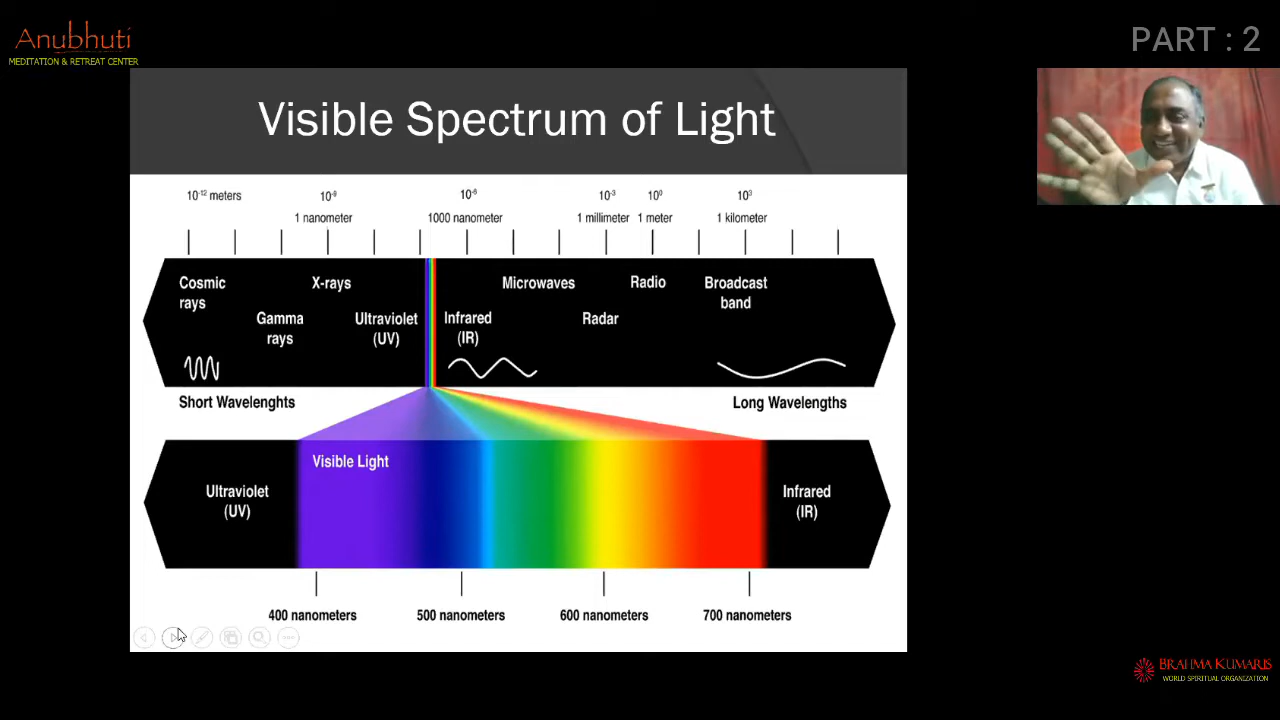 Anubhuti
MEDITATION & RETREAT CENTER
PART : 2
Visible Spectrum of Light
10-12 meters 10-9 10-6 10-3 100 103
1 nanometer 1000 nanometer 1 millimeter 1 meter 1 kilometer
Cosmic
rays
X-rays
Microwaves
Radio
Broadcast
band
Gamma
rays
Ultraviolet
(UV)
Infrared
(IR)
Radar
Short Wavelenghts
Long Wavelengths
Visible Light
Ultraviolet
(UV)
Infrared
(IR)
400 nanometers 500 nanometers 600 nanometers 700 nanometers
BRAHMA KUMARIS
WORLD SPIRITUAL ORGANIZATION